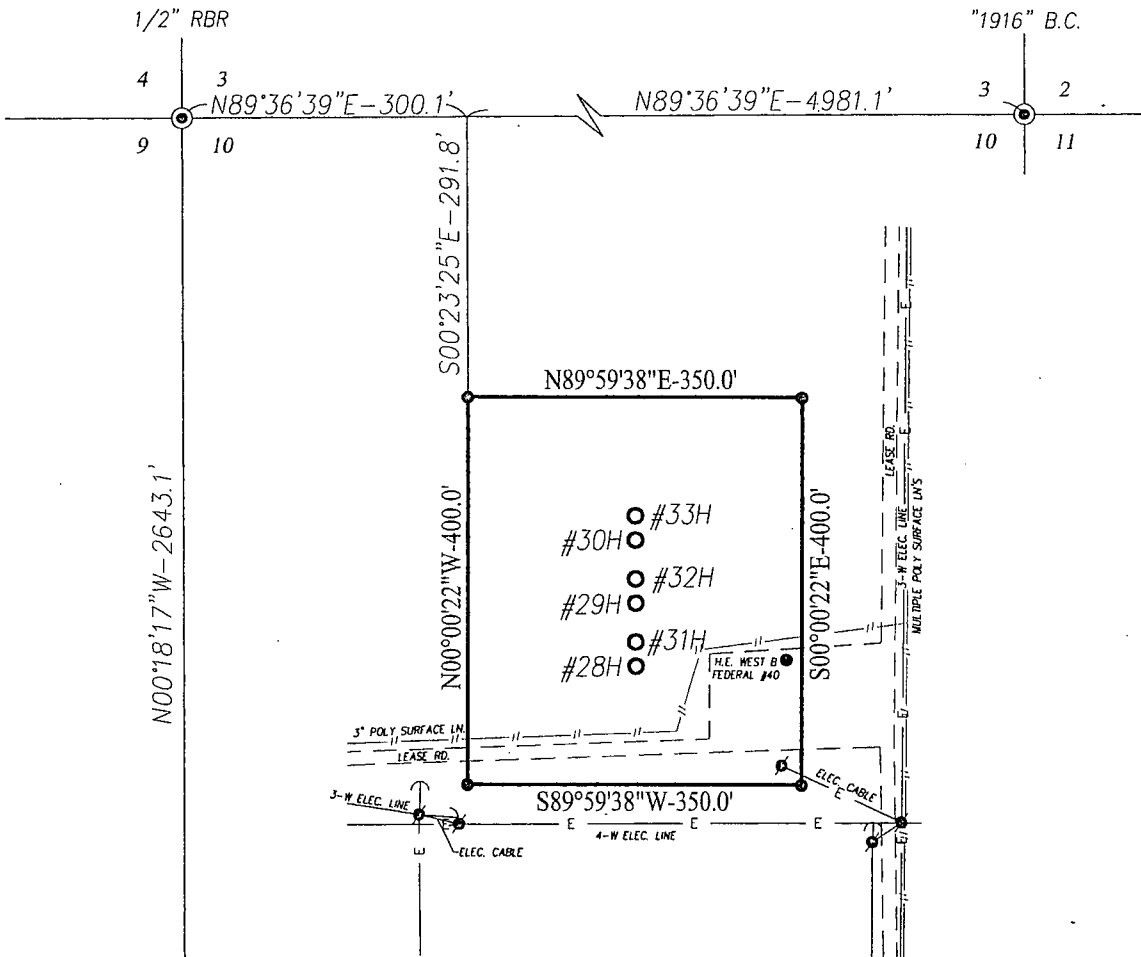 1/2" RBR
"1916" B.C.
4 3
3 2
N89°36'39"E-300.1'
N89°36'39"E-4981.1'
9 10
10 11
S00°23'25"E-291.8'
N89°59'38"E-350.0'
N00°18'17"W-2643.1'
N00°00'22"W-400.0'
S00°00'22"E-400.0'
#33H
#30H
#32H
#29H
#31H
#28H
H.E. WEST B
FEDERAL #40
LEASE RD.
3-W ELEC. LINE
MULTIPLE POLY SURFACE LN'S
E
E
E
E
3" POLY SURFACE LN.
LEASE RD.
3-W ELEC. LINE
S89°59'38"W-350.0'
ELEC. CABLE
E
E
E
E
E
E
4-W ELEC. LINE
ELEC. CABLE
E